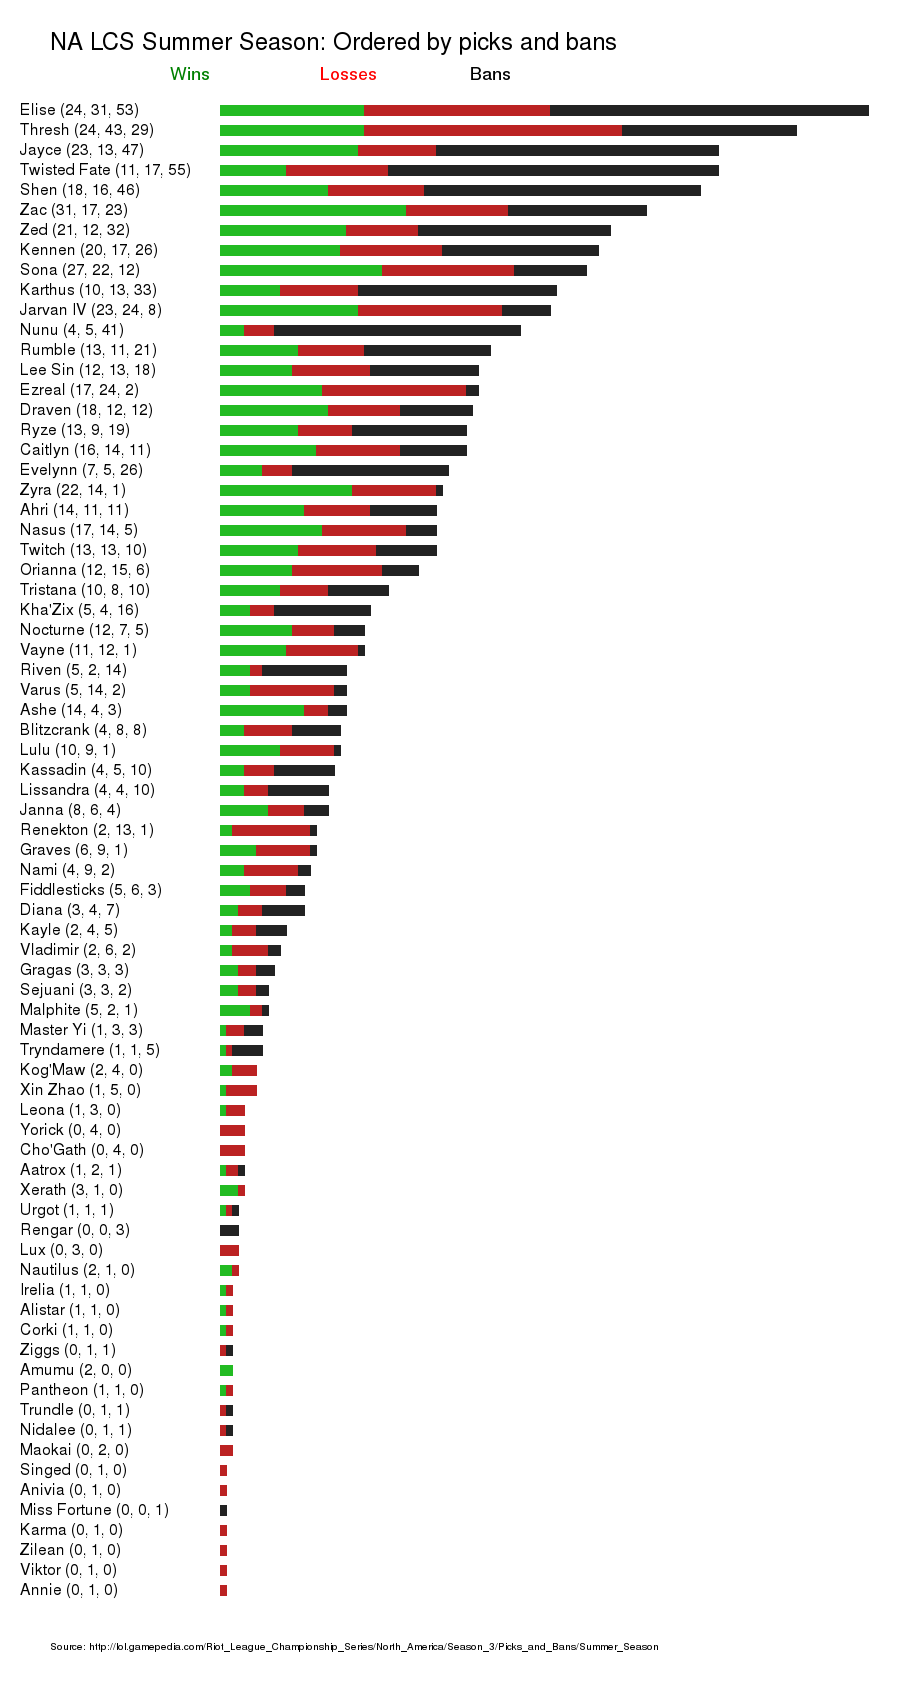 NA LCS Summer Season: Ordered by picks and bans
Wins Losses Bans
Elise (24, 31, 53)
Thresh (24, 43, 29)
Jayce (23, 13, 47)
Twisted Fate (11, 17, 55)
Shen (18, 16, 46)
Zac (31, 17, 23)
Zed (21, 12, 32)
Kennen (20, 17, 26)
Sona (27, 22, 12)
Karthus (10, 13, 33)
Jarvan IV (23, 24, 8)
Nunu (4, 5, 41)
Rumble (13, 11, 21)
Lee Sin (12, 13, 18)
Ezreal (17, 24, 2)
Draven (18, 12, 12)
Ryze (13, 9, 19)
Caitlyn (16, 14, 11)
Evelynn (7, 5, 26)
Zyra (22, 14, 1)
Ahri (14, 11, 11)
Nasus (17, 14, 5)
Twitch (13, 13, 10)
Orianna (12, 15, 6)
Tristana (10, 8, 10)
Kha'Zix (5, 4, 16)
Nocturne (12, 7, 5)
Vayne (11, 12, 1)
Riven (5, 2, 14)
Varus (5, 14, 2)
Ashe (14, 4, 3)
Blitzcrank (4, 8, 8)
Lulu (10, 9, 1)
Kassadin (4, 5, 10)
Lissandra (4, 4, 10)
Janna (8, 6, 4)
Renekton (2, 13, 1)
Graves (6, 9, 1)
Nami (4, 9, 2)
Fiddlesticks (5, 6, 3)
Diana (3, 4, 7)
Kayle (2, 4, 5)
Vladimir (2, 6, 2)
Gragas (3, 3, 3)
Sejuani (3, 3, 2)
Malphite (5, 2, 1)
Master Yi (1, 3, 3)
Tryndamere (1, 1, 5)
Kog'Maw (2, 4, 0)
Xin Zhao (1, 5, 0)
Leona (1, 3, 0)
Yorick (0, 4, 0)
Cho'Gath (0, 4, 0)
Aatrox (1, 2, 1)
Xerath (3, 1, 0)
Urgot (1, 1, 1)
Rengar (0, 0, 3)
Lux (0, 3, 0)
Nautilus (2, 1, 0)
Irelia (1, 1, 0)
Alistar (1, 1, 0)
Corki (1, 1, 0)
Ziggs (0, 1, 1)
Amumu (2, 0, 0)
Pantheon (1, 1, 0)
Trundle (0, 1, 1)
Nidalee (0, 1, 1)
Maokai (0, 2, 0)
Singed (0, 1, 0)
Anivia (0, 1, 0)
Miss Fortune (0, 0, 1)
Karma (0, 1, 0)
Zilean (0, 1, 0)
Viktor (0, 1, 0)
Annie (0, 1, 0)
Source: http://lol.gamepedia.com/Riot_League_Championship_Series/North_America/Season_3/Picks_and_Bans/Summer_Season